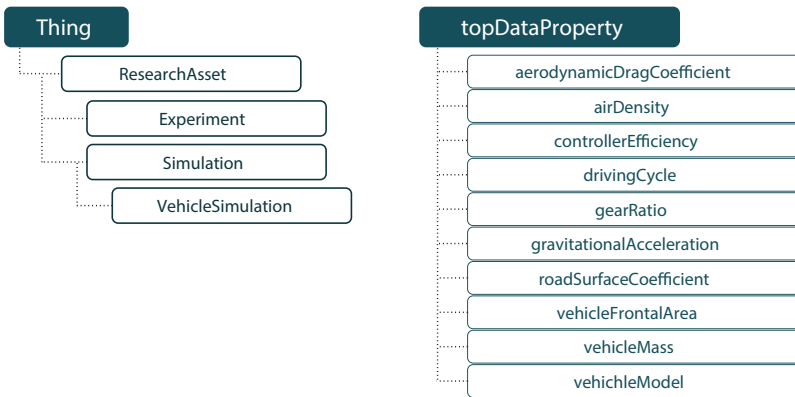 Thing
ResearchAsset
Experiment
Simulation
VehicleSimulation
topDataProperty
aerodynamicDragCoefficient
airDensity
controllerEfficiency
drivingCycle
gearRatio
gravitationalAcceleration
roadSurfaceCoefficient
vehicleFrontalArea
vehicleMass
vehichleModel